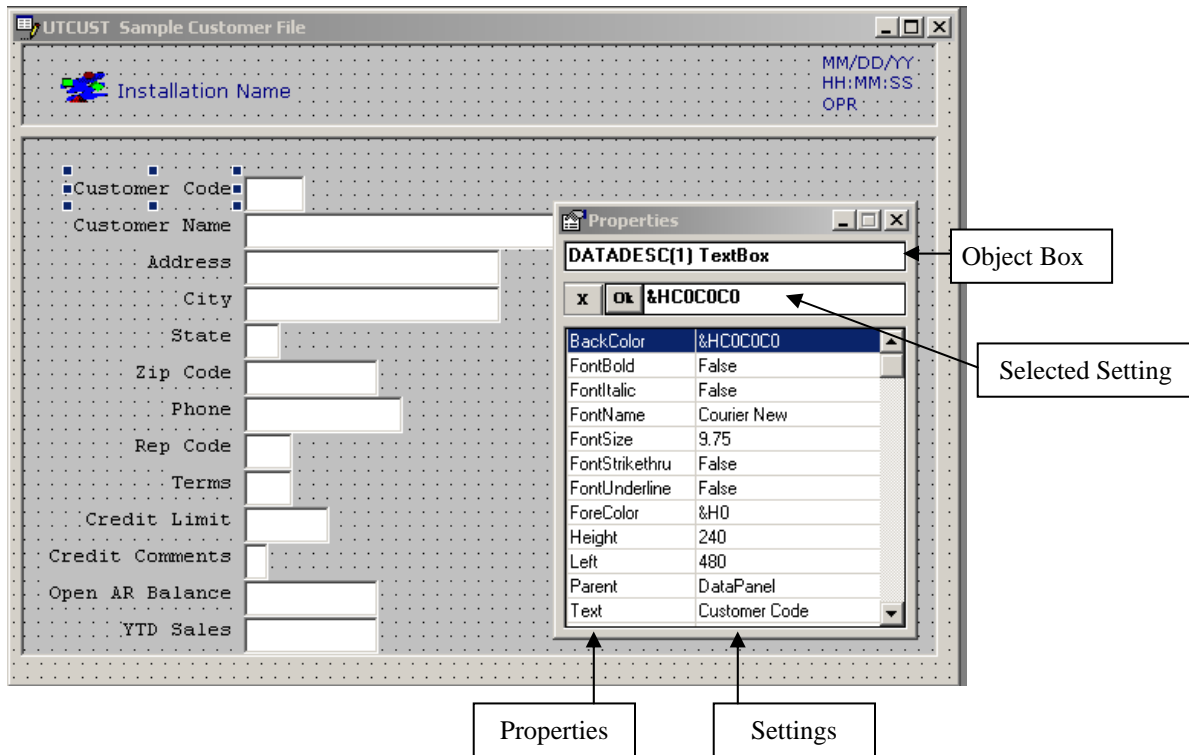 UTCUST Sample Customer File
Installation Name
MM/DD/YY
HH:MM:SS
OPR
Customer Code
Customer Name
Address
City
State
Zip Code
Phone
Rep Code
Terms
Credit Limit
Credit Comments
Open AR Balance
YTD Sales
Properties
DATADESC(1) TextBox
x Ok &HC0C0C0
BackColor &HC0C0C0
FontBold False
FontItalic False
FontName Courier New
FontSize 9.75
FontStrikethru False
FontUnderline False
ForeColor &H0
Height 240
Left 480
Parent DataPanel
Text Customer Code
Object Box
Selected Setting
Properties
Settings